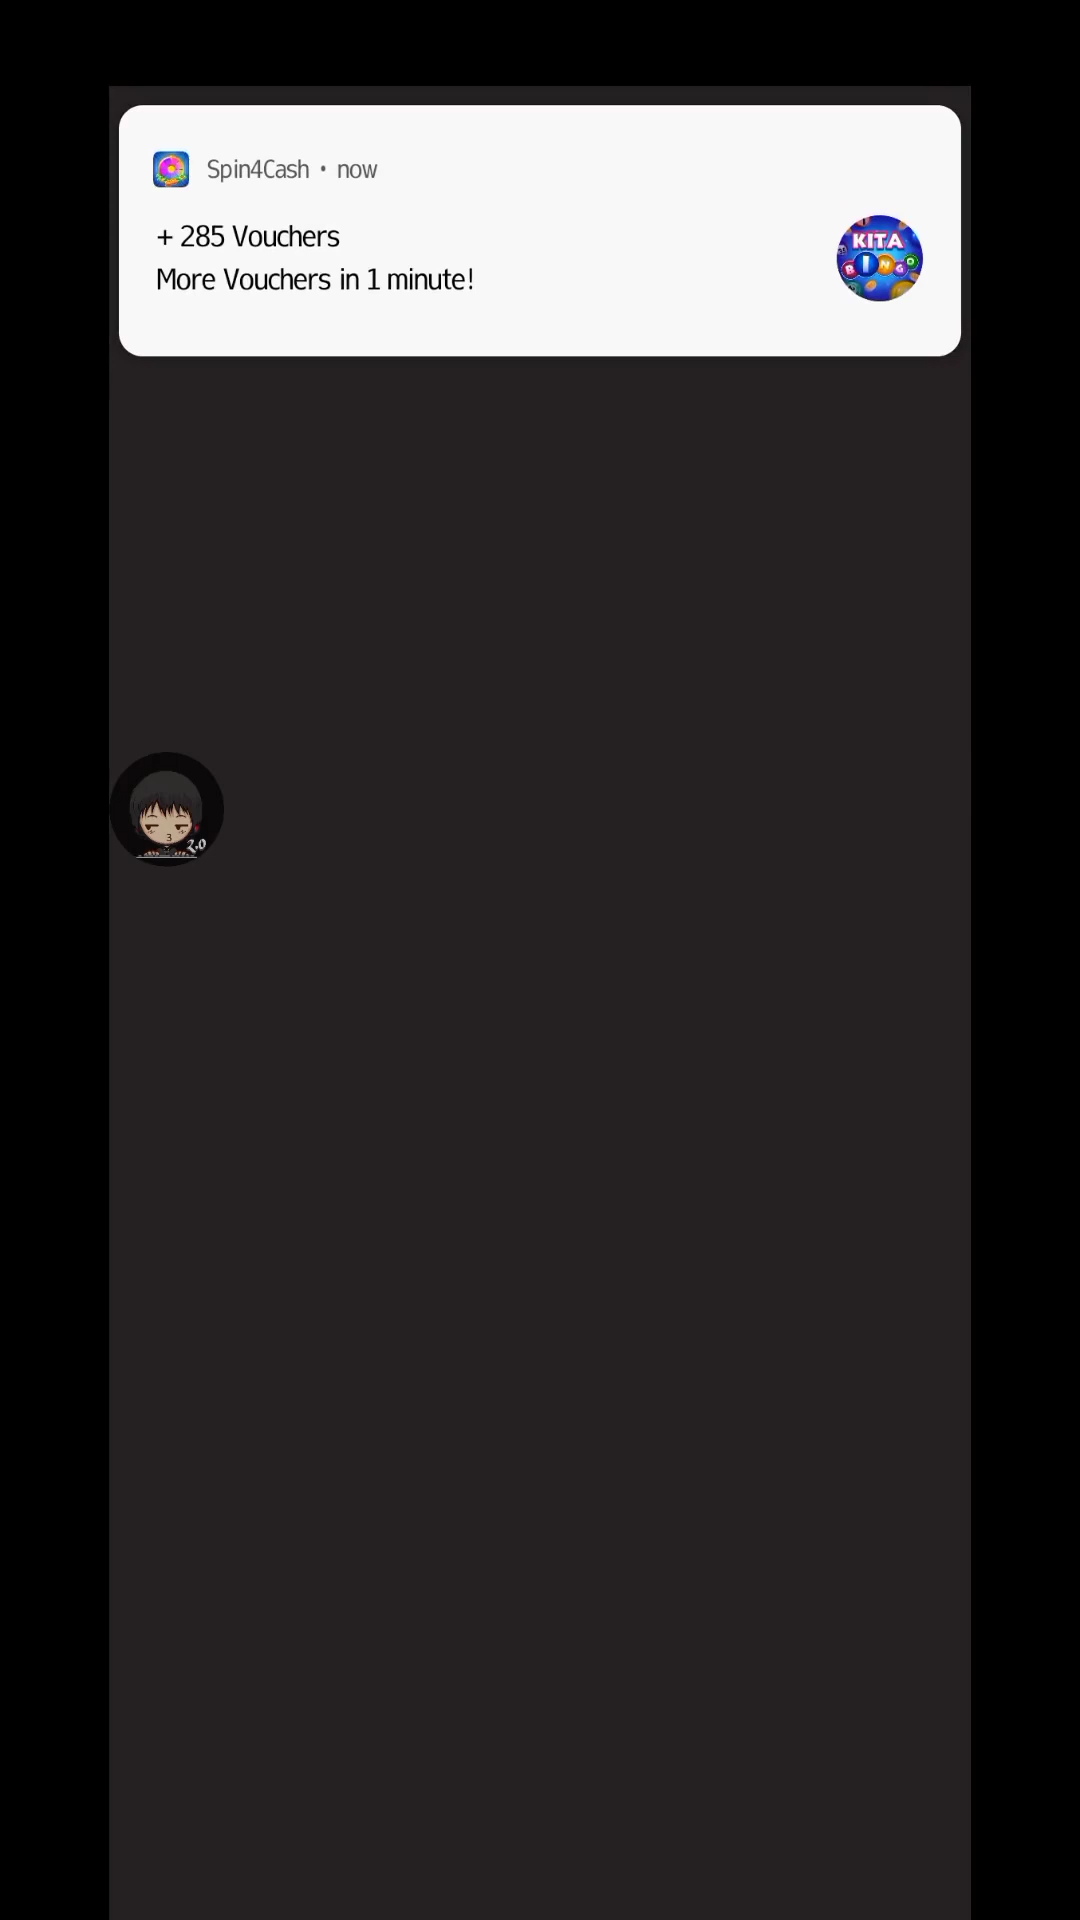 Spin4Cash • now
+ 285 Vouchers
More Vouchers in 1 minute!
KITA
BINGO
2.0